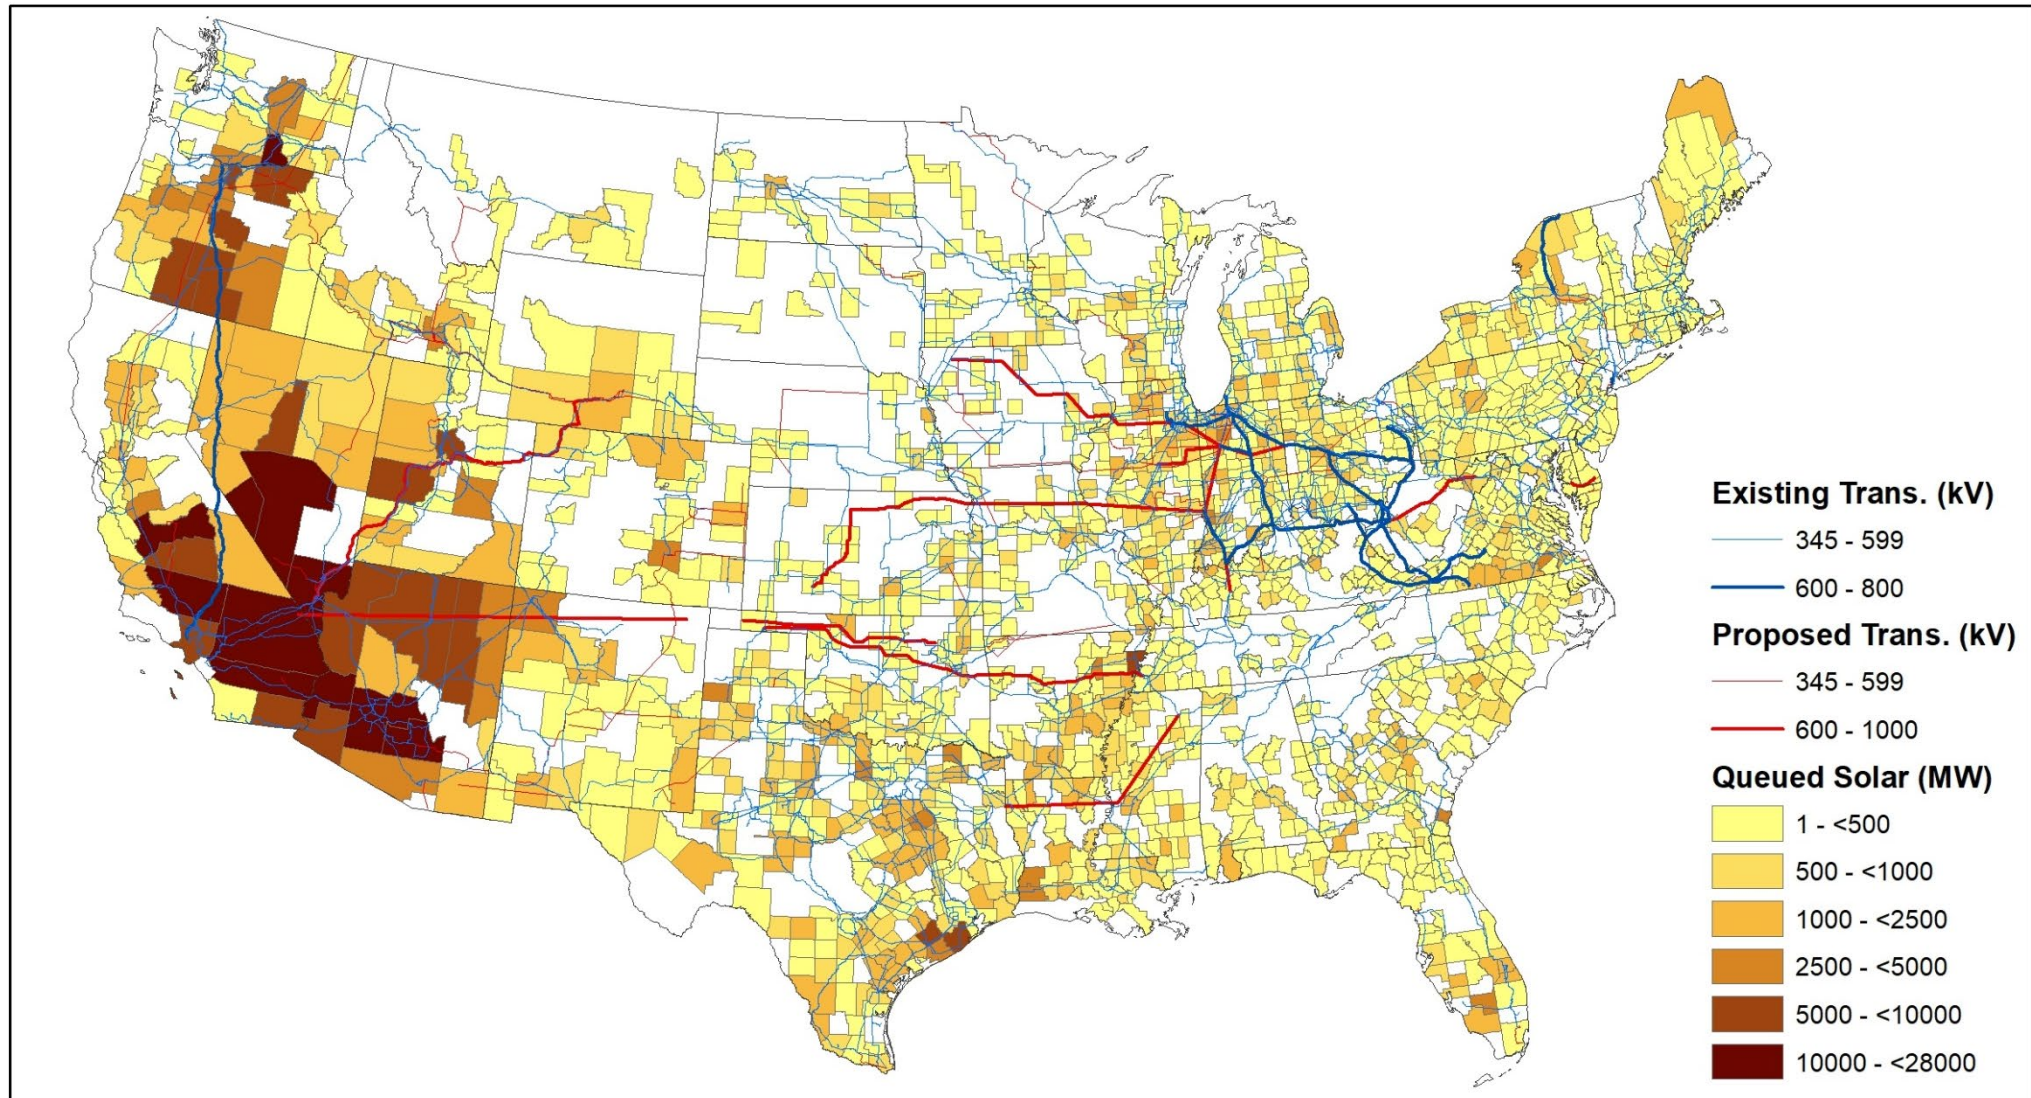 Existing Trans. (kV)
345 - 599
600 - 800
Proposed Trans. (kV)
345 - 599
600 - 1000
Queued Solar (MW)
1 - <500
500 - <1000
1000 - <2500
2500 - <5000
5000 - <10000
10000 - <28000